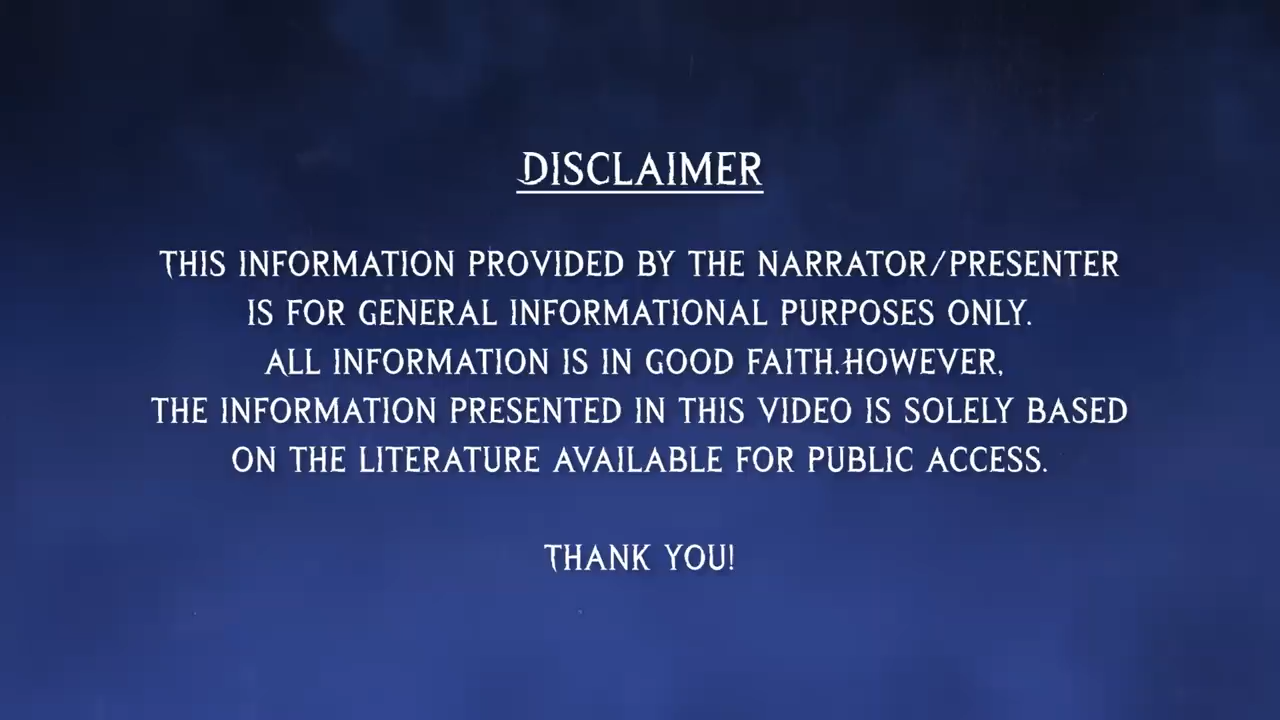 DISCLAIMER
THIS INFORMATION PROVIDED BY THE NARRATOR/PRESENTER
IS FOR GENERAL INFORMATIONAL PURPOSES ONLY.
ALL INFORMATION IS IN GOOD FAITH.HOWEVER,
THE INFORMATION PRESENTED IN THIS VIDEO IS SOLELY BASED
ON THE LITERATURE AVAILABLE FOR PUBLIC ACCESS.
THANK YOU!